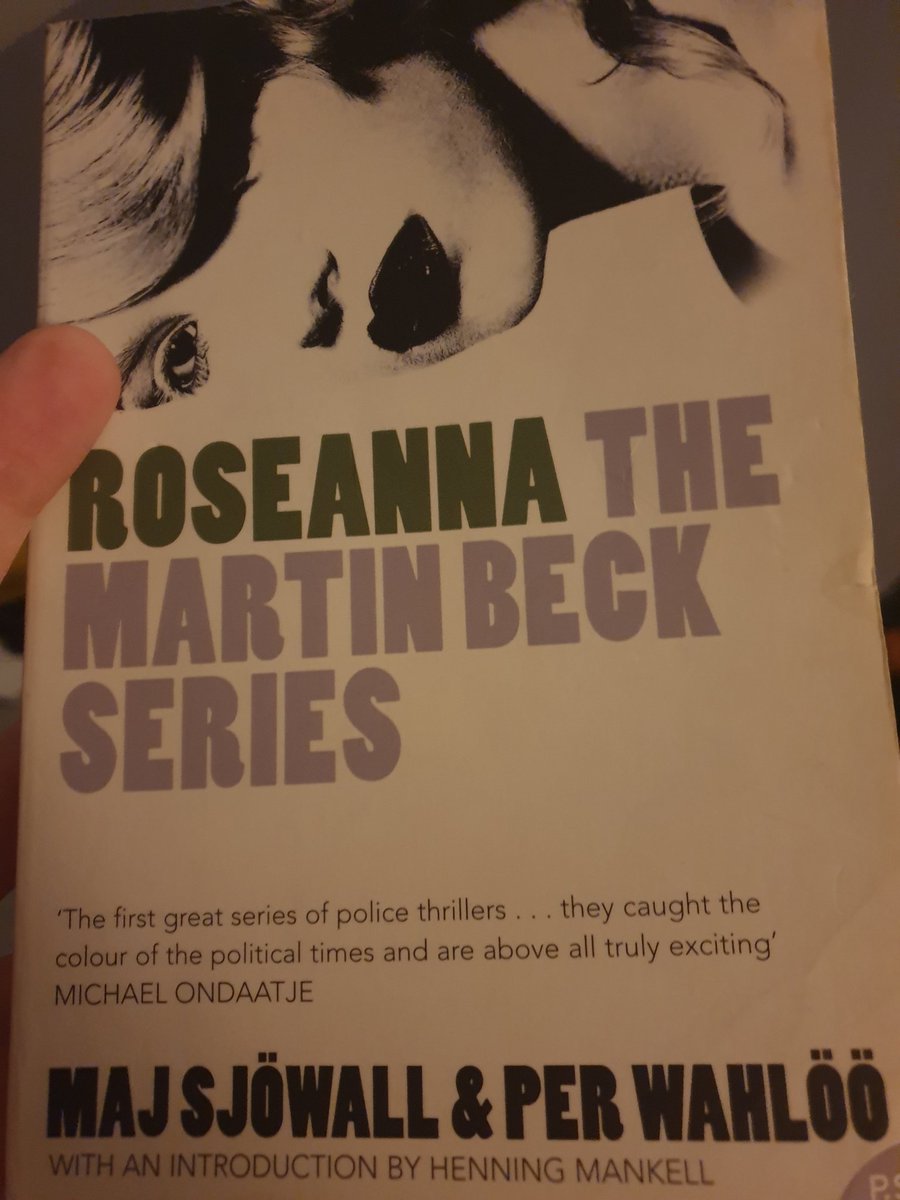 ROSEANNA THE
MARTIN BECK
SERIES
‘The first great series of police thrillers . . . they caught the
colour of the political times and are above all truly exciting’
MICHAEL ONDAATJE
MAJ SJÖWALL & PER WAHLÖÖ
WITH AN INTRODUCTION BY HENNING MANKELL